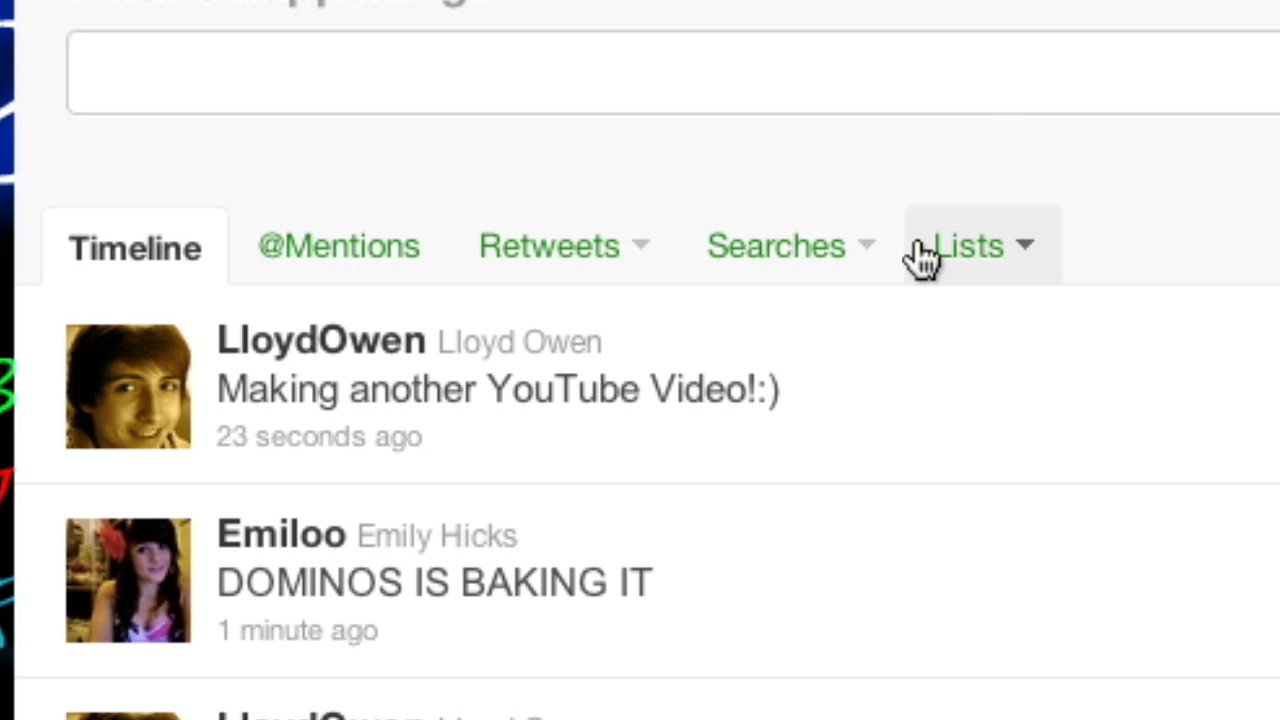 Timeline @Mentions Retweets Searches Lists
LloydOwen Lloyd Owen
Making another YouTube Video!:)
23 seconds ago
Emiloo Emily Hicks
DOMINOS IS BAKING IT
1 minute ago